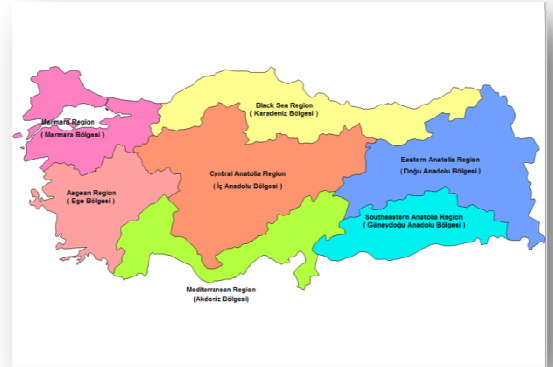 Black Sea Region
( Karadeniz Bölgesi )
Marmara Region
( Marmara Bölgesi )
Eastern Anatolia Region
( Doğu Anadolu Bölgesi )
Central Anatolia Region
( İç Anadolu Bölgesi )
Aegean Region
( Ege Bölgesi )
Southeastern Anatolia Region
( Güneydoğu Anadolu Bölgesi )
Mediterranean Region
(Akdeniz Bölgesi)